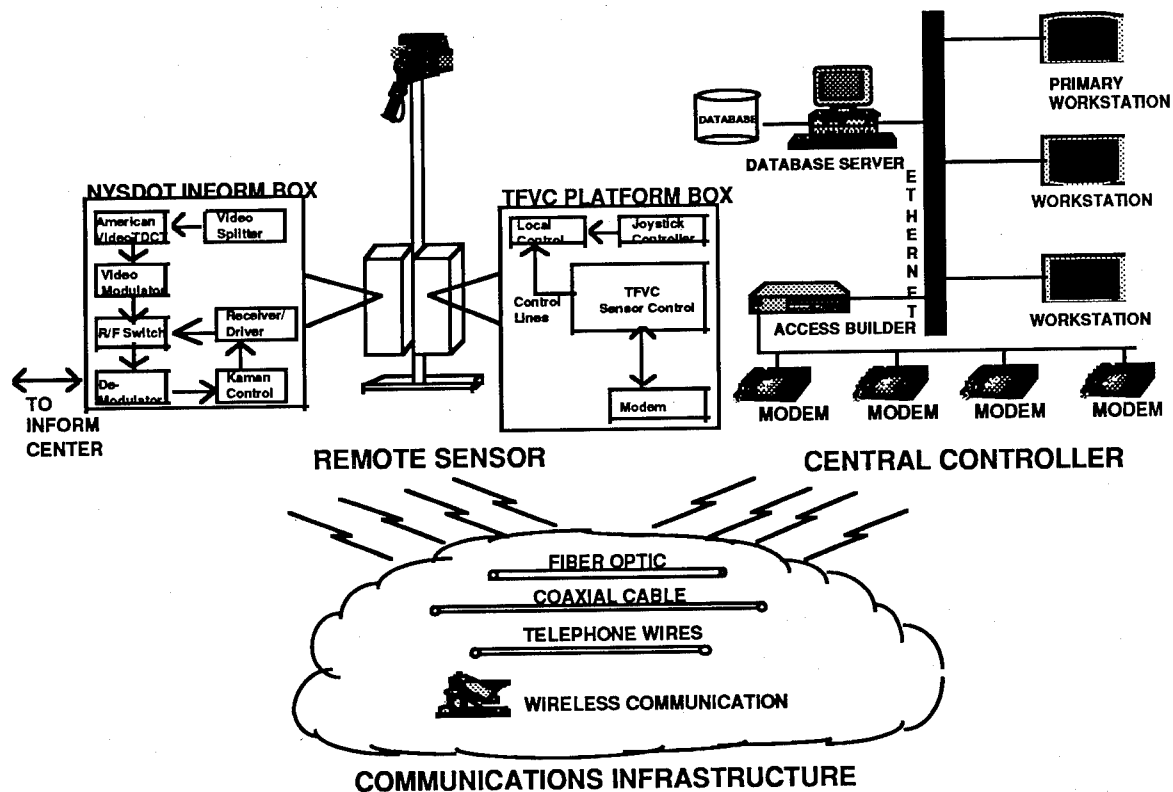 NYSDOT INFORM BOX
American
VideoTDCT
Video
Splitter
Video
Modulator
R/F Switch
Receiver/
Driver
De-
Modulator
Kaman
Control
TO
INFORM
CENTER
TFVC PLATFORM BOX
Local
Control
Joystick
Controller
Control
Lines
TFVC
Sensor Control
Modem
REMOTE SENSOR
DATABASE
DATABASE SERVER
ETHERNET
PRIMARY
WORKSTATION
WORKSTATION
WORKSTATION
ACCESS BUILDER
MODEM
MODEM
MODEM
MODEM
CENTRAL CONTROLLER
FIBER OPTIC
COAXIAL CABLE
TELEPHONE WIRES
WIRELESS COMMUNICATION
COMMUNICATIONS INFRASTRUCTURE